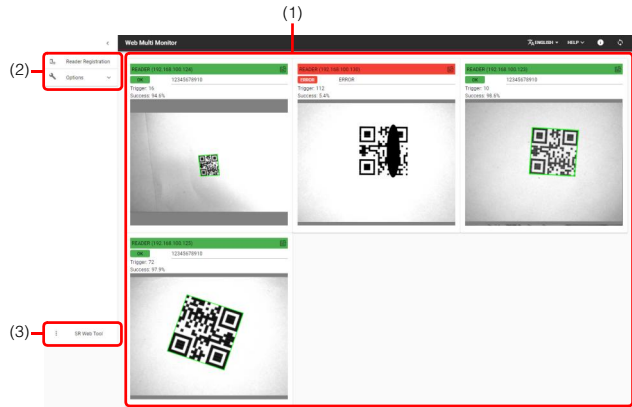 (1)
Web Multi Monitor
ENGLISH
HELP
(2)
Reader Registration
Options
READER (192.168.100.124)
OK
12345678910
Trigger: 16
Success: 94.6%
READER (192.168.100.130)
ERROR
ERROR
Trigger: 112
Success: 5.4%
READER (192.168.100.120)
OK
12345678910
Trigger: 10
Success: 98.6%
READER (192.168.100.123)
OK
12345678910
Trigger: 72
Success: 97.9%
(3)
SR Web Tool